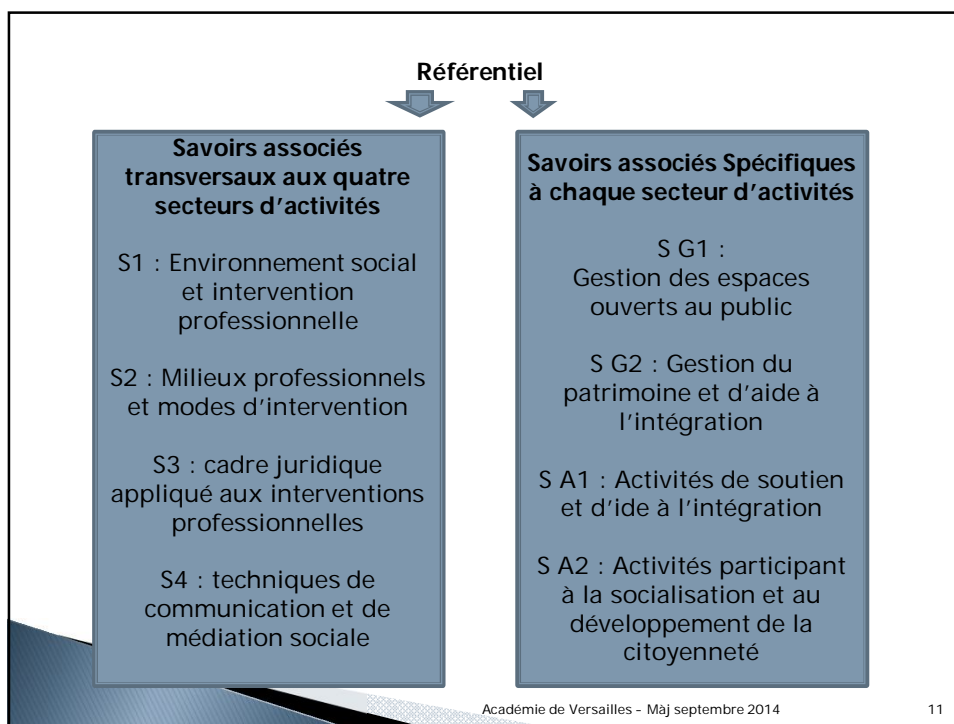 Référentiel
Savoirs associés
transversaux aux quatre
secteurs d'activités
S1 : Environnement social
et intervention
professionnelle
S2 : Milieux professionnels
et modes d'intervention
S3 : cadre juridique
appliqué aux interventions
professionnelles
S4 : techniques de
communication et de
médiation sociale
Savoirs associés Spécifiques
à chaque secteur d'activités
S G1 :
Gestion des espaces
ouverts au public
S G2 : Gestion du
patrimoine et d'aide à
l'intégration
S A1 : Activités de soutien
et d'ide à l'intégration
S A2 : Activités participant
à la socialisation et au
développement de la
citoyenneté
Académie de Versailles - Màj septembre 2014
11